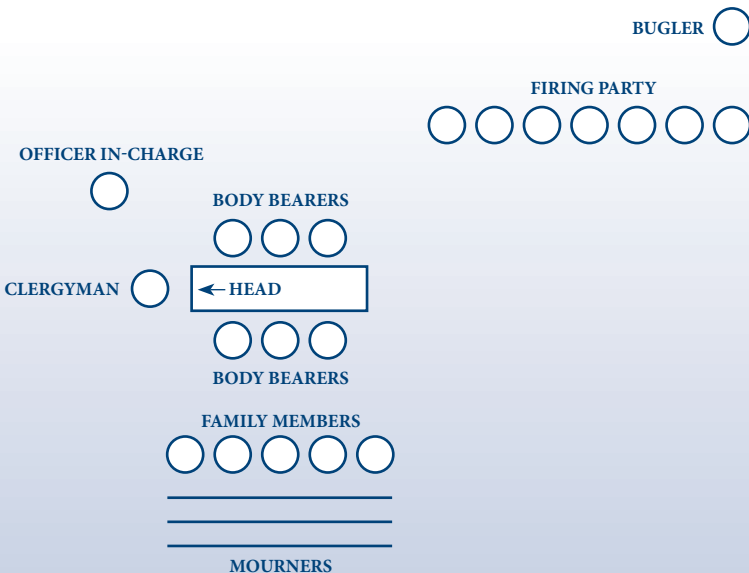 BUGLER
FIRING PARTY
OFFICER IN-CHARGE
BODY BEARERS
CLERGYMAN
HEAD
BODY BEARERS
FAMILY MEMBERS
MOURNERS